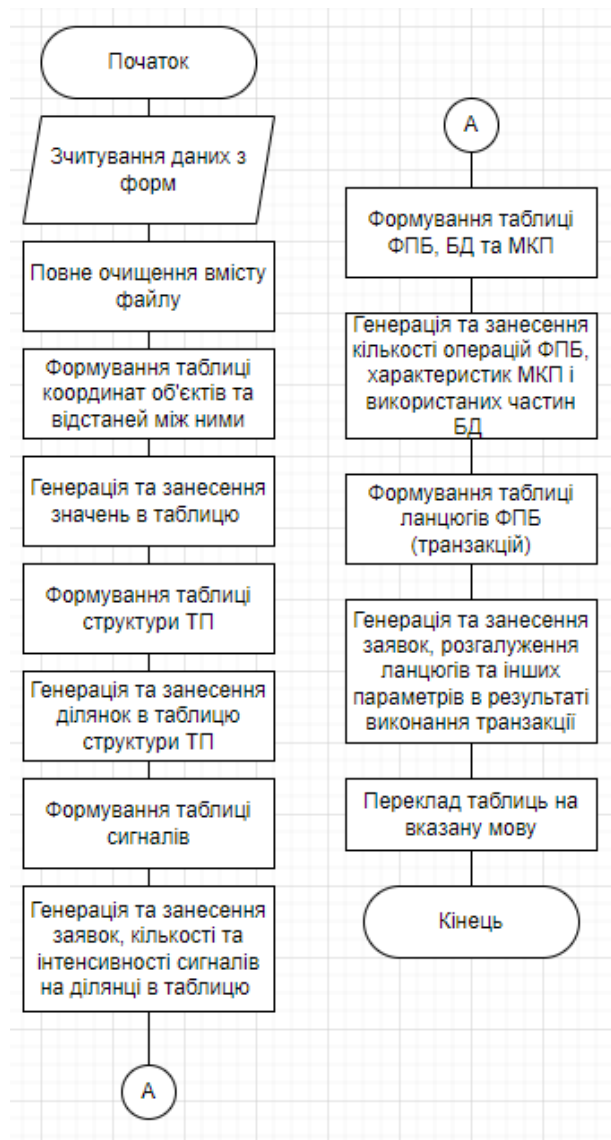 Початок
Зчитування даних з
форм
Повне очищення вмісту
файлу
Формування таблиці
координат об'єктів та
відстаней між ними
Генерація та занесення
значень в таблицю
Формування таблиці
структури ТП
Генерація та занесення
ділянок в таблицю
структури ТП
Формування таблиці
сигналів
Генерація та занесення
заявок, кількості та
інтенсивності сигналів
на ділянці в таблицю
А
А
Формування таблиці
ФПБ, БД та МКП
Генерація та занесення
кількості операцій ФПБ,
характеристик МКП і
використаних частин
БД
Формування таблиці
ланцюгів ФПБ
(транзакцій)
Генерація та занесення
заявок, розгалуження
ланцюгів та інших
параметрів в результаті
виконання транзакції
Переклад таблиць на
вказану мову
Кінець